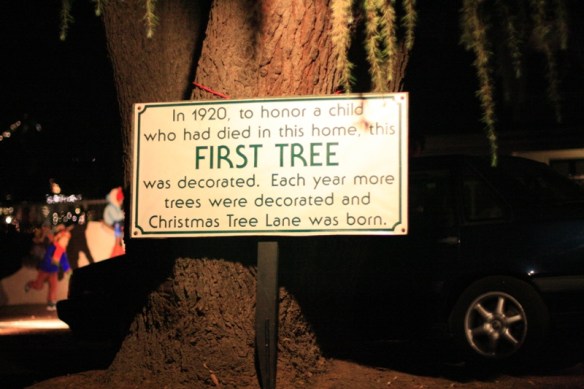 In 1920, to honor a child
who had died in this home, this
FIRST TREE
was decorated. Each year more
trees were decorated and
Christmas Tree Lane was born.